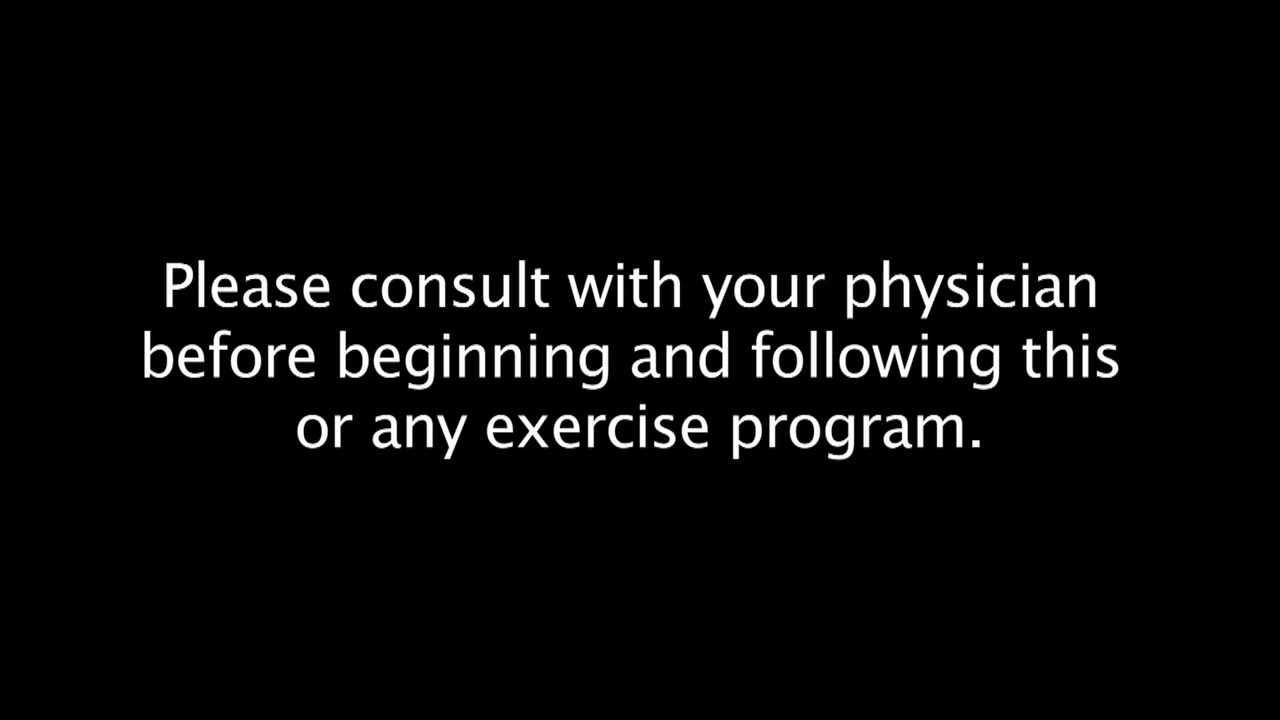 Please consult with your physician
before beginning and following this
or any exercise program.